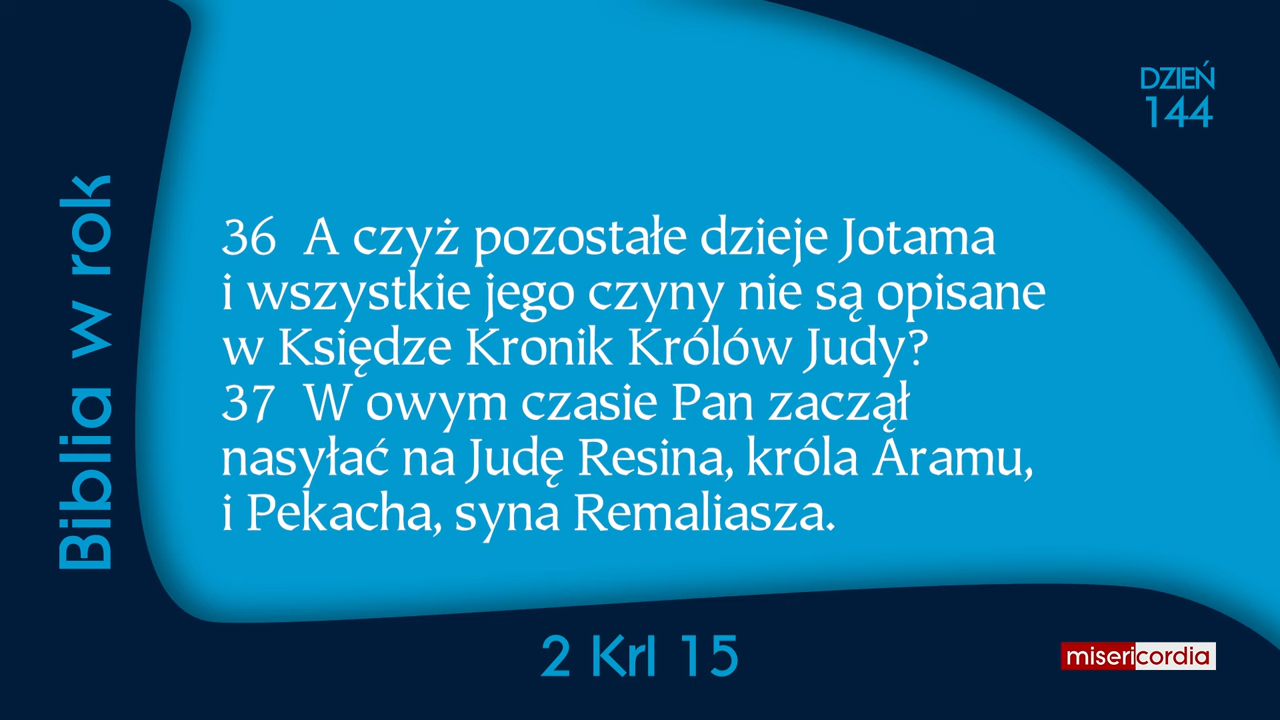 DZIEŃ
144
Biblia w rok
36 A czyż pozostałe dzieje Jotama
i wszystkie jego czyny nie są opisane
w Księdze Kronik Królów Judy?
37 W owym czasie Pan zaczął
nasyłać na Judę Resina, króla Aramu,
i Pekacha, syna Remaliasza.
2 Krl 15
misericordia